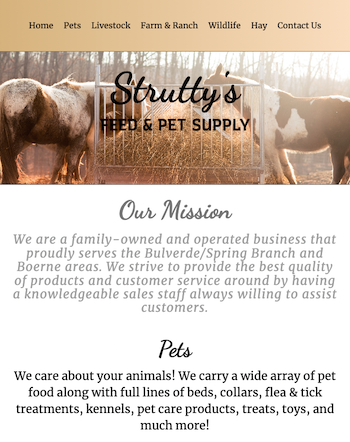 Home Pets Livestock Farm & Ranch Wildlife Hay Contact Us
Strutty's
FEED & PET SUPPLY
Our Mission
We are a family-owned and operated business that
proudly serves the Bulverde/Spring Branch and
Boerne areas. We strive to provide the best quality
of products and customer service around by having
a knowledgeable sales staff always willing to assist
customers.
Pets
We care about your animals! We carry a wide array of pet
food along with full lines of beds, collars, flea & tick
treatments, kennels, pet care products, treats, toys, and
much more!